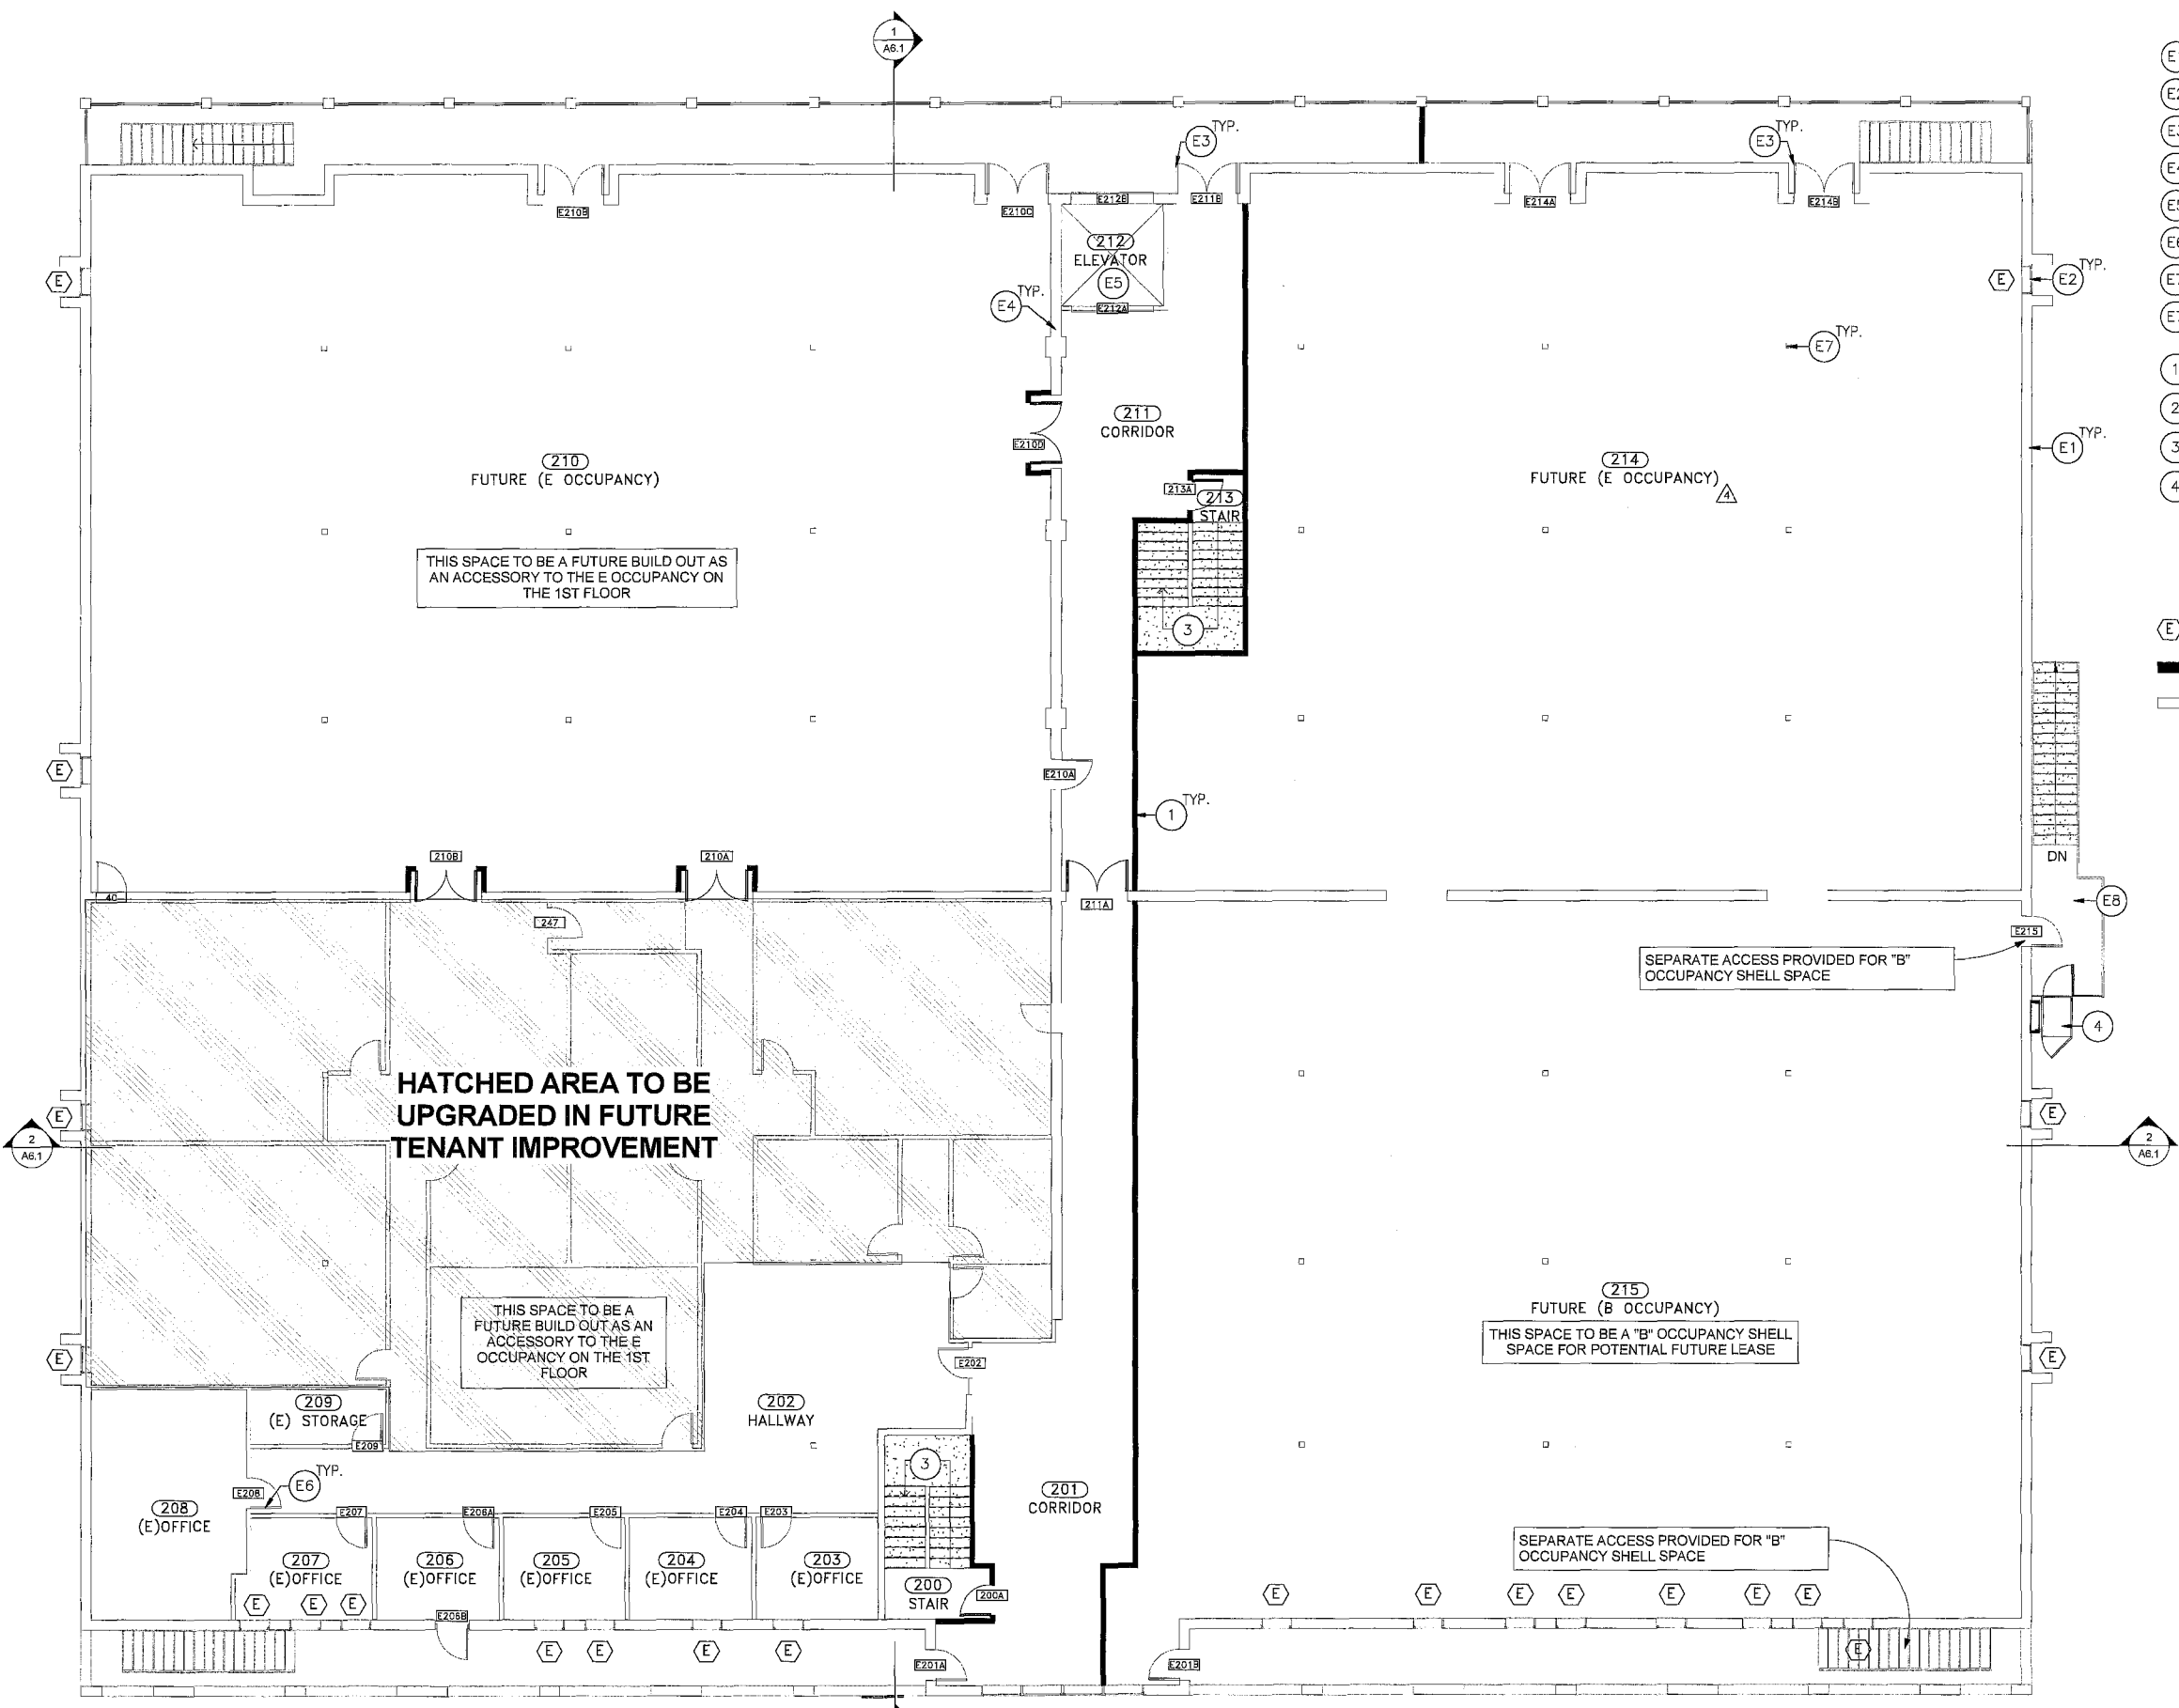 1
A6.1
TYP.
E3
TYP.
E3
E210B
E210C
E212B
E211B
E214A
E214B
212
ELEVATOR
E5
E212A
E
TYP.
E4
E
TYP.
E2
TYP.
E7
211
CORRIDOR
E210D
TYP.
E1
210
FUTURE (E OCCUPANCY)
214
FUTURE (E OCCUPANCY)
4
213A
213
STAIR
THIS SPACE TO BE A FUTURE BUILD OUT AS
AN ACCESSORY TO THE E OCCUPANCY ON
THE 1ST FLOOR
3
E
E210A
TYP.
1
210B
210A
DN
40
211A
E8
247
E215
SEPARATE ACCESS PROVIDED FOR "B"
OCCUPANCY SHELL SPACE
4
HATCHED AREA TO BE
UPGRADED IN FUTURE
TENANT IMPROVEMENT
E
E
2
A6.1
2
A6.1
215
FUTURE (B OCCUPANCY)
THIS SPACE TO BE A "B" OCCUPANCY SHELL
SPACE FOR POTENTIAL FUTURE LEASE
THIS SPACE TO BE A
FUTURE BUILD OUT AS AN
ACCESSORY TO THE E
OCCUPANCY ON THE 1ST
FLOOR
E
E
E202
209
(E) STORAGE
E209
202
HALLWAY
3
TYP.
E6
E208
208
(E)OFFICE
201
CORRIDOR
E207
E206A
E205
E204
E203
207
(E)OFFICE
206
(E)OFFICE
205
(E)OFFICE
204
(E)OFFICE
203
(E)OFFICE
200
STAIR
200A
SEPARATE ACCESS PROVIDED FOR "B"
OCCUPANCY SHELL SPACE
E
E
E
E
E
E
E
E
E
E
E206B
E
E
E
E
E
E201A
E201B
E
E2
E4
1
2
3
4
E